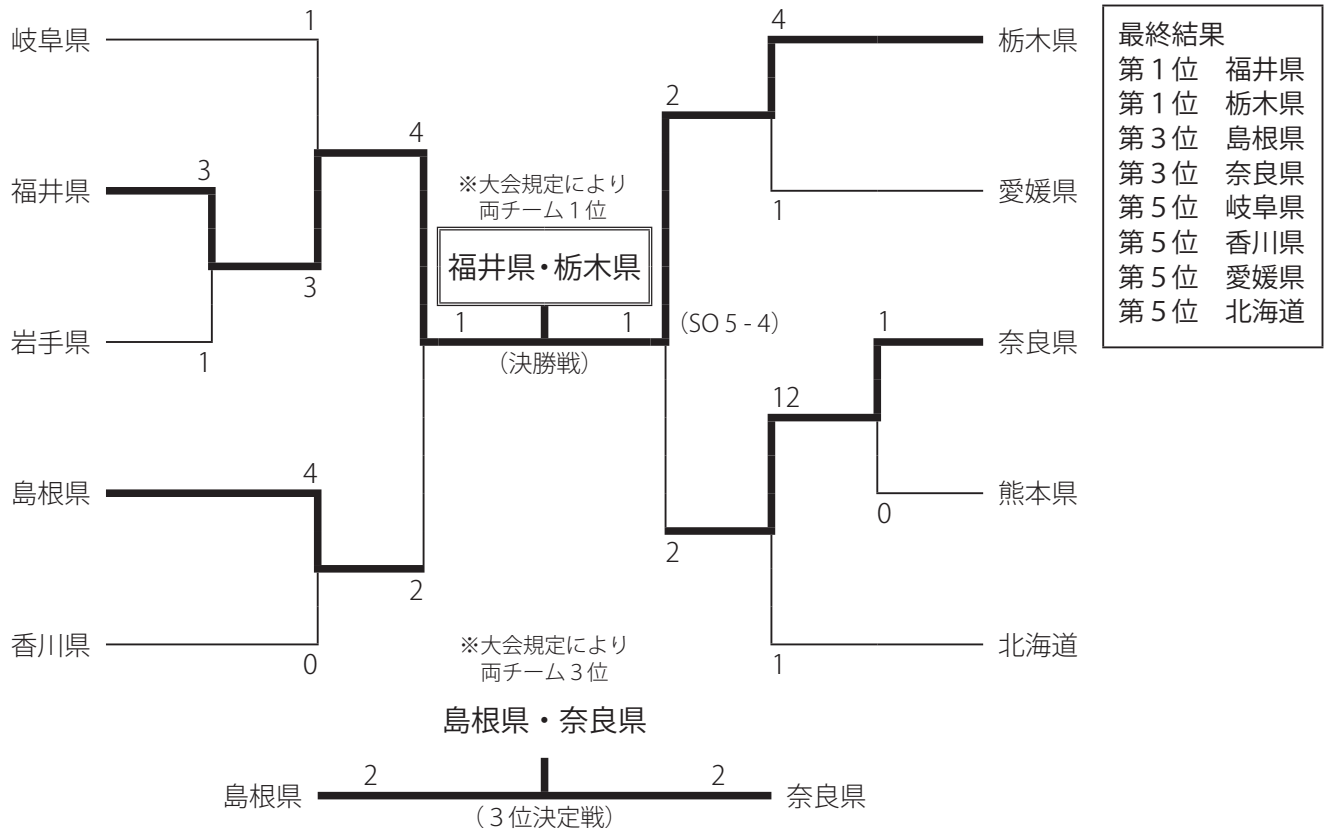 1
岐阜県
福井県
3
岩手県
1
3
4
島根県
4
香川県
0
2
※大会規定により
両チーム1位
福井県・栃木県
1
1
(決勝戦)
(SO 5 - 4)
4
栃木県
2
愛媛県
1
1
奈良県
12
熊本県
0
2
北海道
1
最終結果
第1位 福井県
第1位 栃木県
第3位 島根県
第3位 奈良県
第5位 岐阜県
第5位 香川県
第5位 愛媛県
第5位 北海道
※大会規定により
両チーム3位
島根県・奈良県
島根県
2
2
奈良県
(3位決定戦)